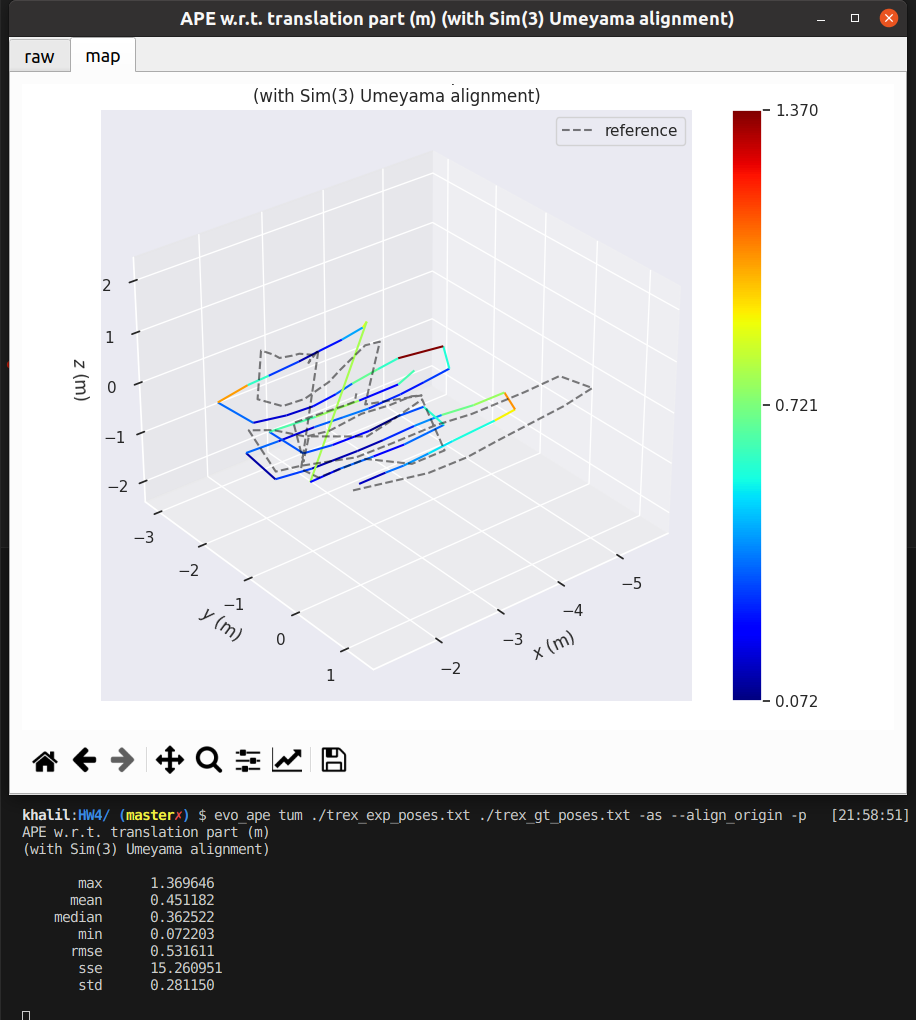 APE w.r.t. translation part (m) (with Sim(3) Umeyama alignment)
raw
map
(with Sim(3) Umeyama alignment)
reference
1.370
0.721
0.072
2
1
0
−1
−2
z (m)
−3
−2
−1
0
1
y (m)
−2
−3
−4
−5
x (m)
khalil:HW4/ (master✗) $ evo_ape tum ./trex_exp_poses.txt ./trex_gt_poses.txt -as --align_origin -p [21:58:51]
APE w.r.t. translation part (m)
(with Sim(3) Umeyama alignment)
max 1.369646
mean 0.451182
median 0.362522
min 0.072203
rmse 0.531611
sse 15.260951
std 0.281150